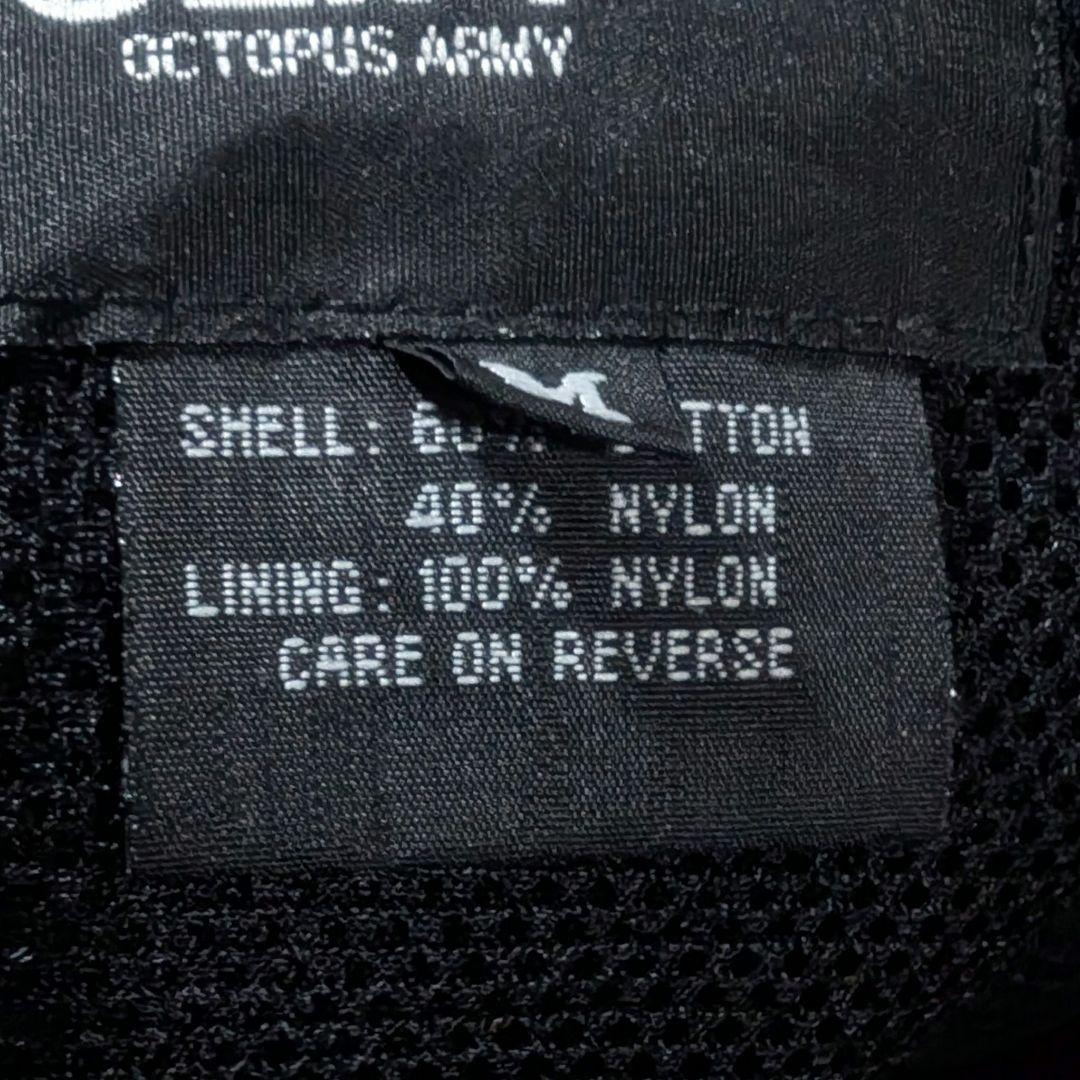 OCTOPUS ARMY
M
SHELL:
40% NYLON
LINING: 100% NYLON
CARE ON REVERSE